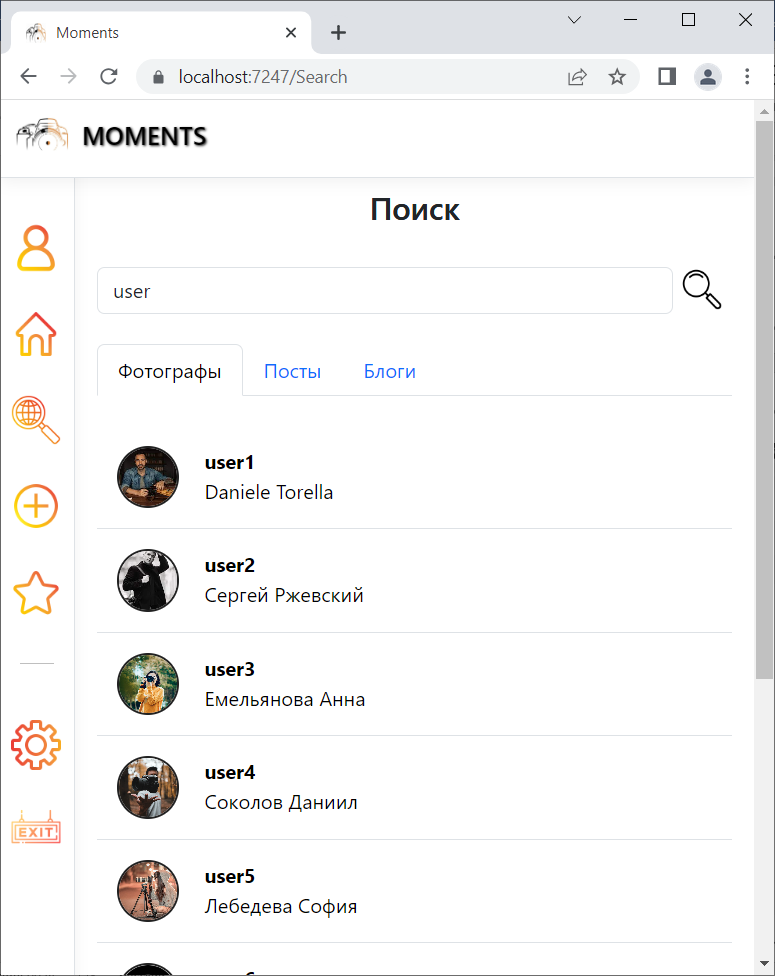 Moments
localhost:7247/Search
MOMENTS
Поиск
user
Фотографы Посты Блоги
user1
Daniele Torella
user2
Сергей Ржевский
user3
Емельянова Анна
user4
Соколов Даниил
user5
Лебедева София
EXIT